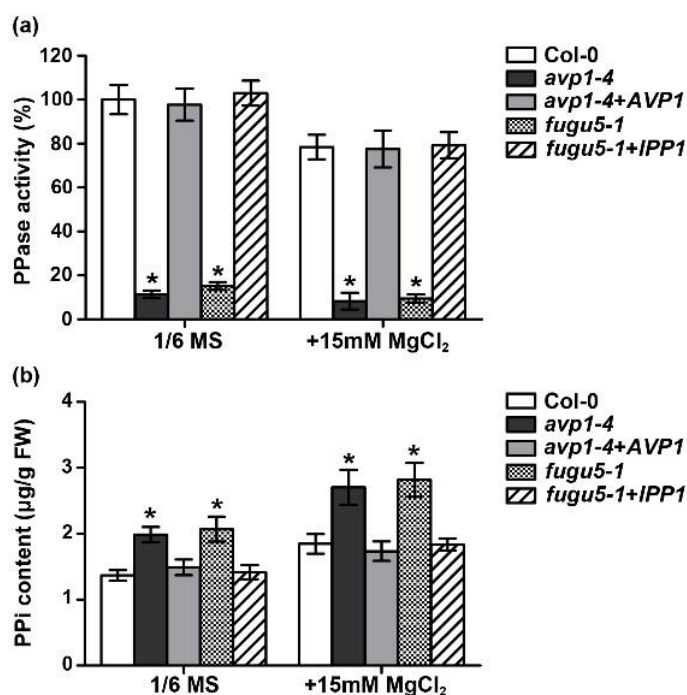 (a)
120
100
80
60
40
20
0
PPase activity (%)
* * * *
1/6 MS +15mM MgCl₂
Col-0
avp1-4
avp1-4+AVP1
fugu5-1
fugu5-1+IPP1
(b)
4
3
2
1
0
PPi content (µg/g FW)
* * * *
1/6 MS +15mM MgCl₂
Col-0
avp1-4
avp1-4+AVP1
fugu5-1
fugu5-1+IPP1